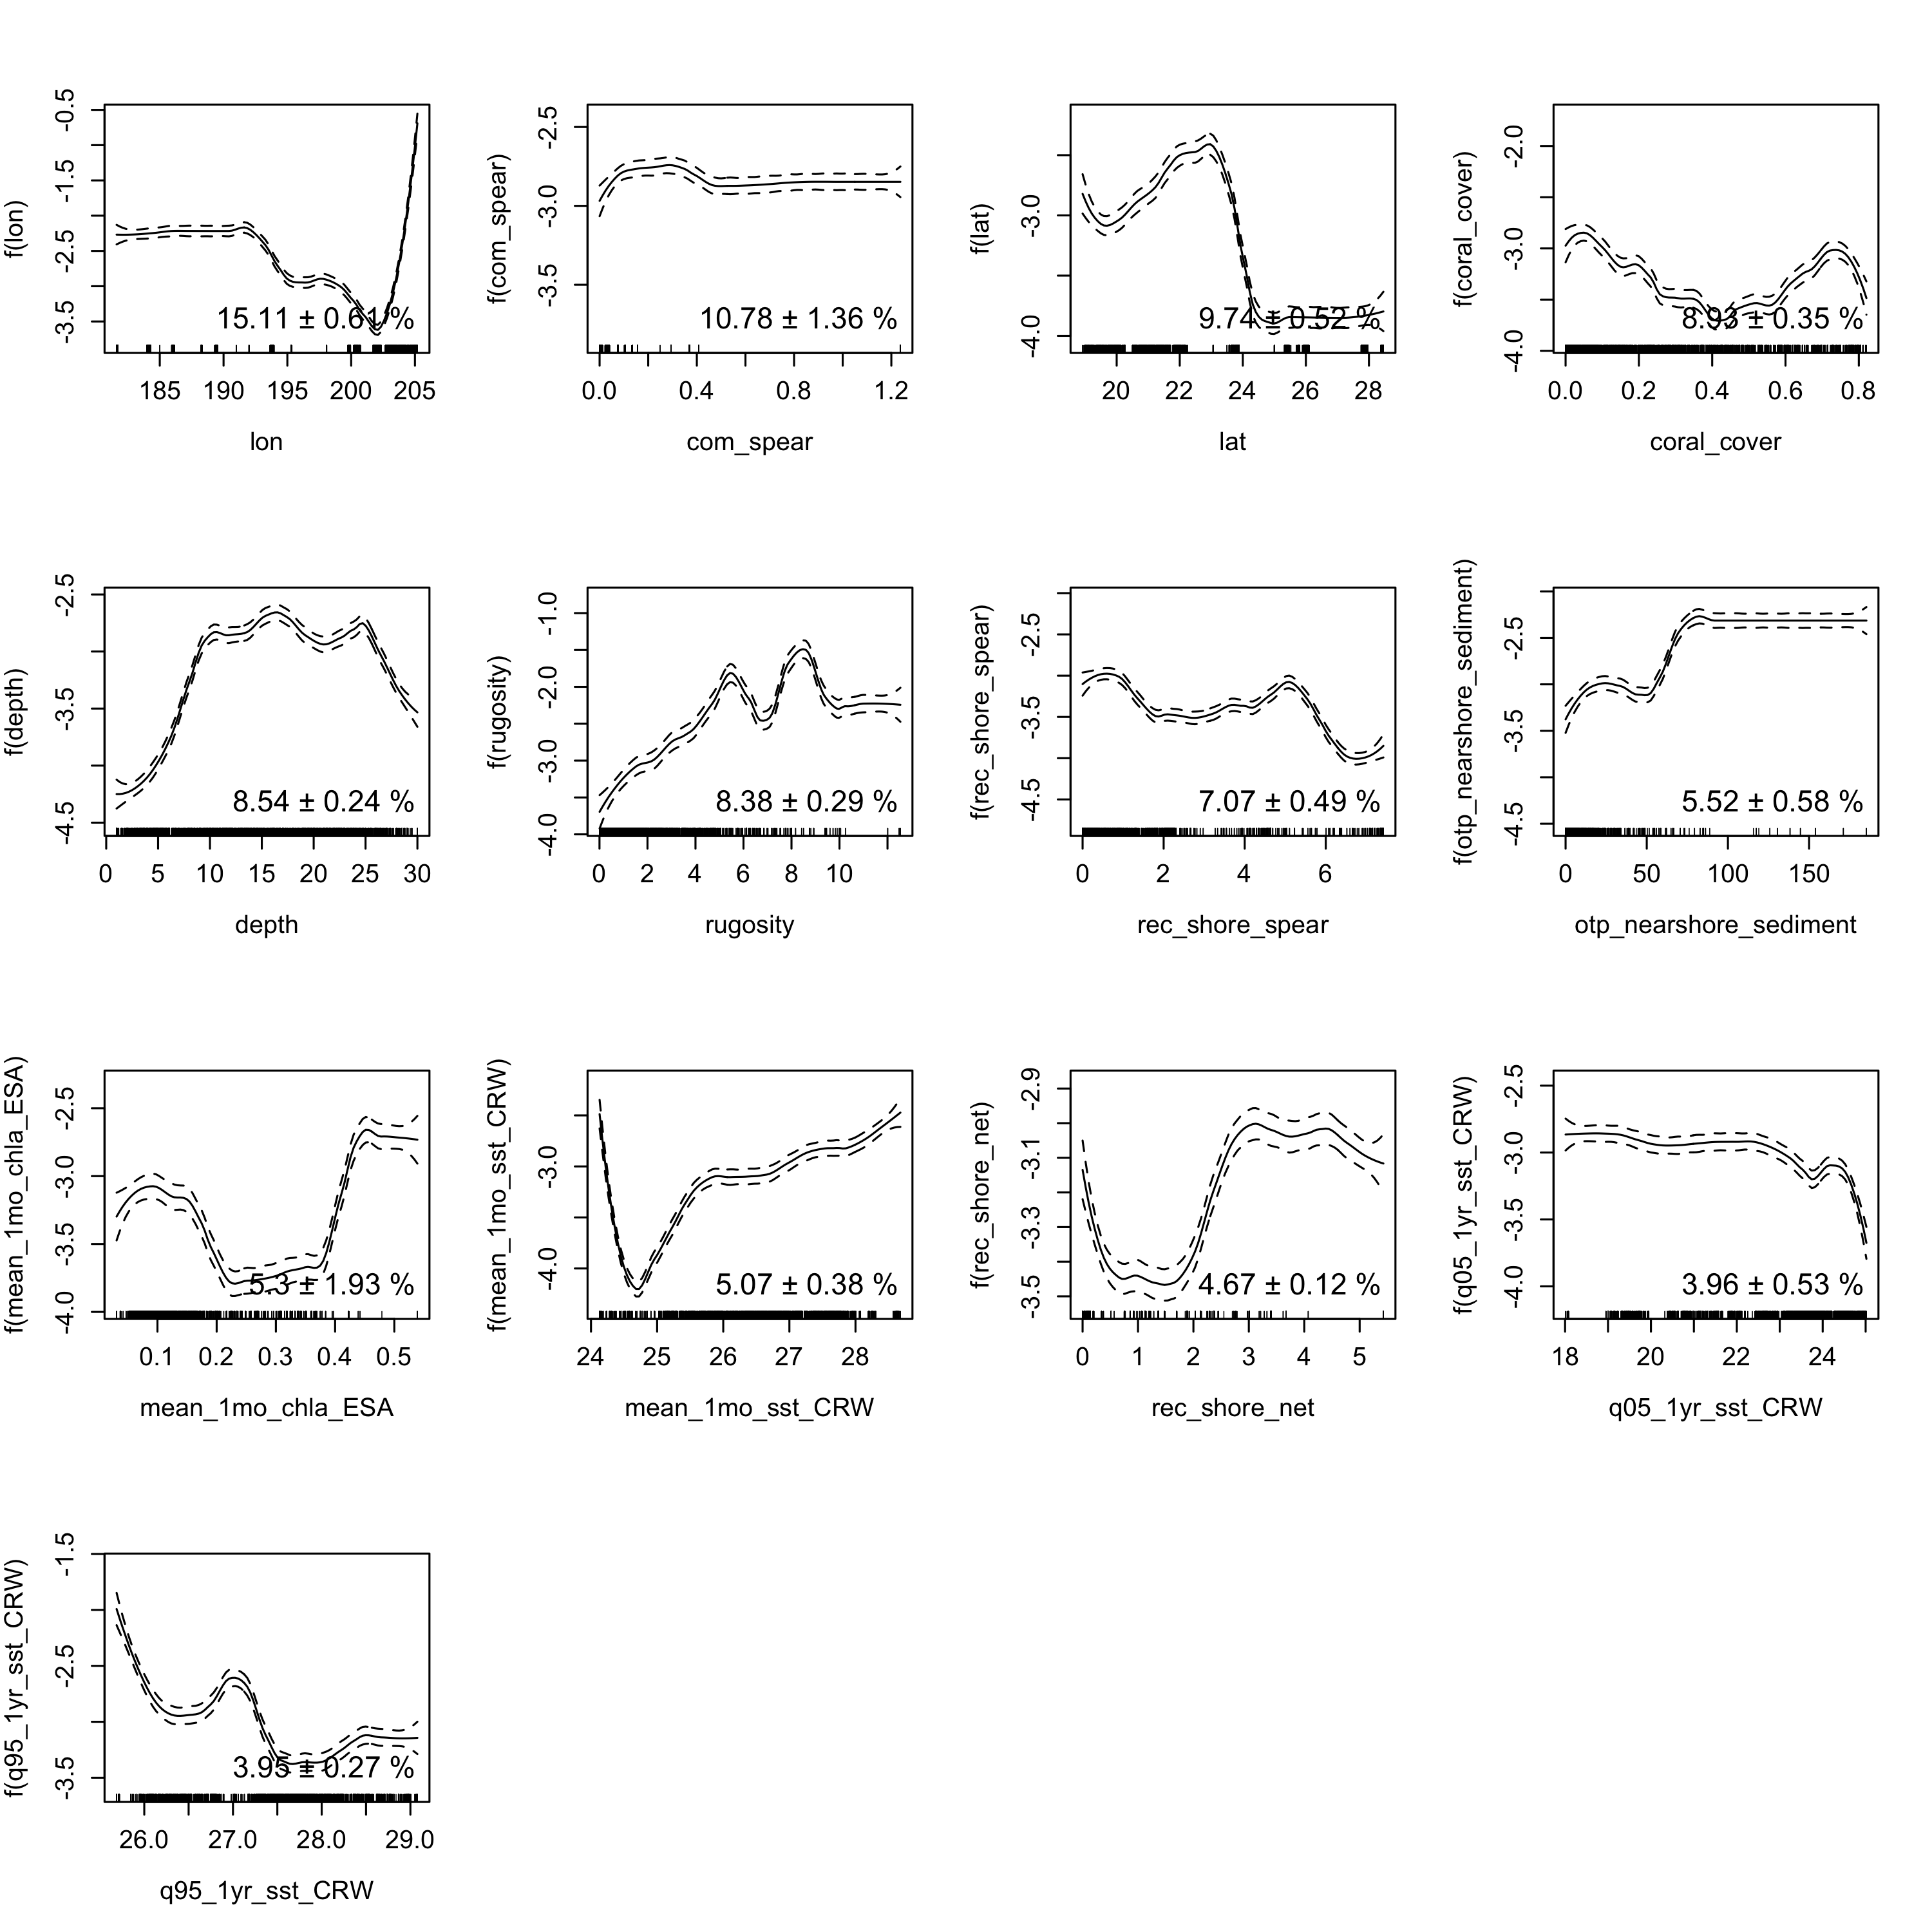 f(lon)
-0.5
-1.5
-2.5
-3.5
15.11 ± 0.61 %
185 190 195 200 205
lon
f(com_spear)
-2.5
-3.0
-3.5
10.78 ± 1.36 %
0.0 0.4 0.8 1.2
com_spear
f(lat)
-3.0
-4.0
9.74 ± 0.52 %
20 22 24 26 28
lat
f(coral_cover)
-2.0
-3.0
-4.0
8.93 ± 0.35 %
0.0 0.2 0.4 0.6 0.8
coral_cover
f(depth)
-2.5
-3.5
-4.5
8.54 ± 0.24 %
0 5 10 15 20 25 30
depth
f(rugosity)
-1.0
-2.0
-3.0
-4.0
8.38 ± 0.29 %
0 2 4 6 8 10
rugosity
f(rec_shore_spear)
-2.5
-3.5
-4.5
7.07 ± 0.49 %
0 2 4 6
rec_shore_spear
f(otp_nearshore_sediment)
-2.5
-3.5
-4.5
5.52 ± 0.58 %
0 50 100 150
otp_nearshore_sediment
f(mean_1mo_chla_ESA)
-2.5
-3.0
-3.5
-4.0
5.3 ± 1.93 %
0.1 0.2 0.3 0.4 0.5
mean_1mo_chla_ESA
f(mean_1mo_sst_CRW)
-3.0
-4.0
5.07 ± 0.38 %
24 25 26 27 28
mean_1mo_sst_CRW
f(rec_shore_net)
-2.9
-3.1
-3.3
-3.5
4.67 ± 0.12 %
0 1 2 3 4 5
rec_shore_net
f(q05_1yr_sst_CRW)
-2.5
-3.0
-3.5
-4.0
3.96 ± 0.53 %
18 20 22 24
q05_1yr_sst_CRW
f(q95_1yr_sst_CRW)
-1.5
-2.5
-3.5
3.95 ± 0.27 %
26.0 27.0 28.0 29.0
q95_1yr_sst_CRW